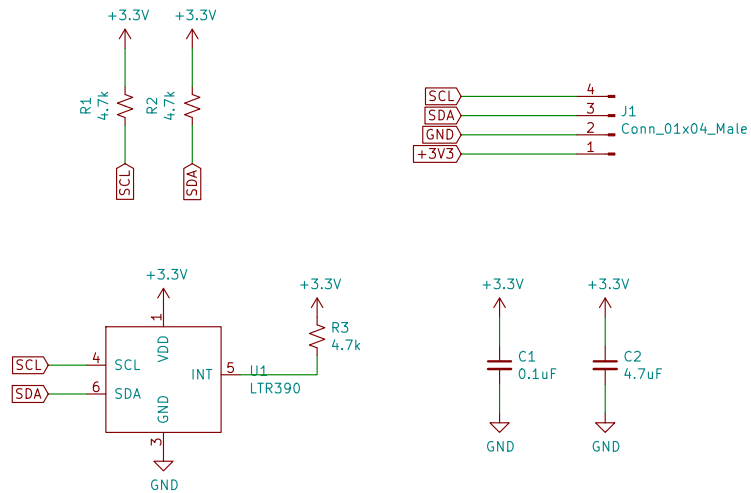 +3.3V
+3.3V
R1
4.7k
R2
4.7k
SCL
SDA
SCL
4
SDA
3
J1
GND
2
Conn_01x04_Male
+3V3
1
+3.3V
+3.3V
1
VDD
R3
4.7k
SCL
4
SCL
INT
5
U1
LTR390
SDA
6
SDA
GND
3
GND
+3.3V
+3.3V
C1
0.1uF
C2
4.7uF
GND
GND